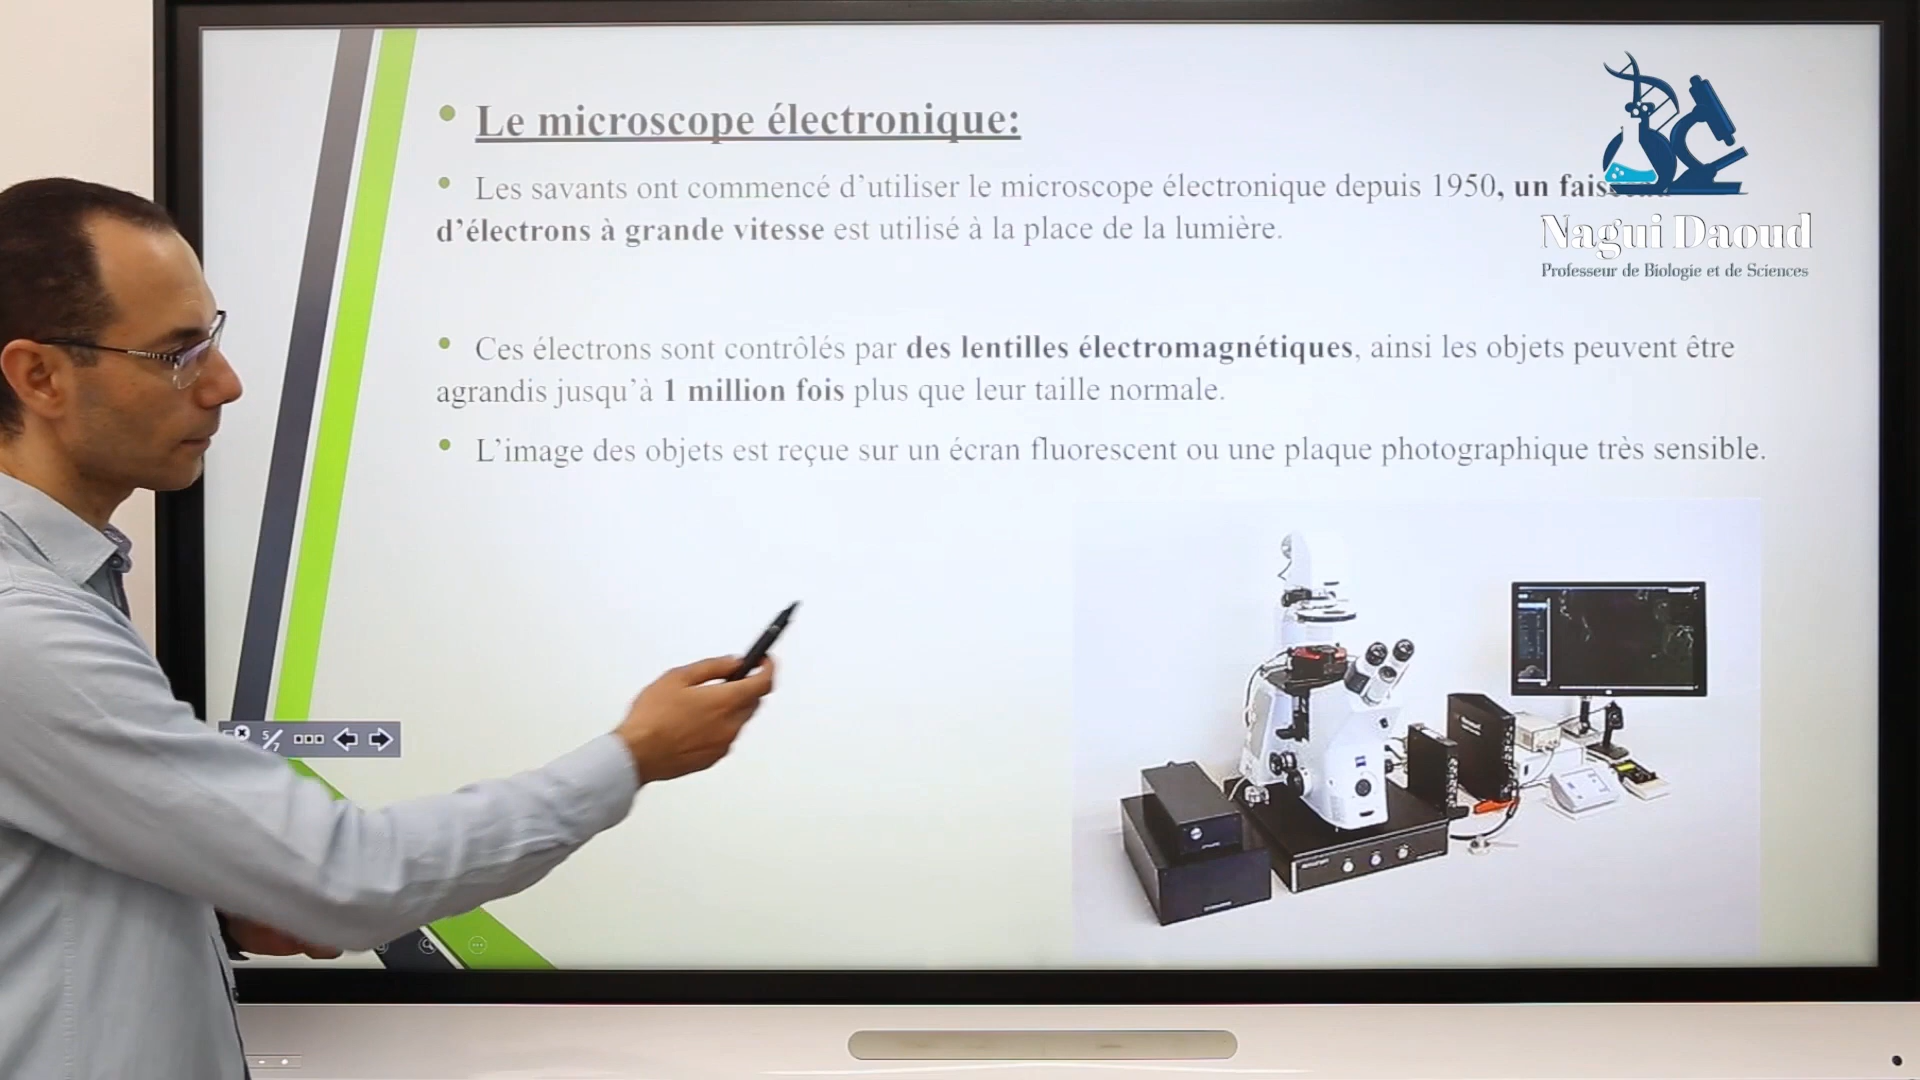 Le microscope électronique:
Les savants ont commencé d’utiliser le microscope électronique depuis 1950, un
d’électrons à grande vitesse est utilisé à la place de la lumière.
Nagui Daoud
Professeur de Biologie et de Sciences
Ces électrons sont contrôlés par des lentilles électromagnétiques, ainsi les objets peuvent être
agrandis jusqu’à 1 million fois plus que leur taille normale.
L’image des objets est reçue sur un écran fluorescent ou une plaque photographique très sensible.
5/7